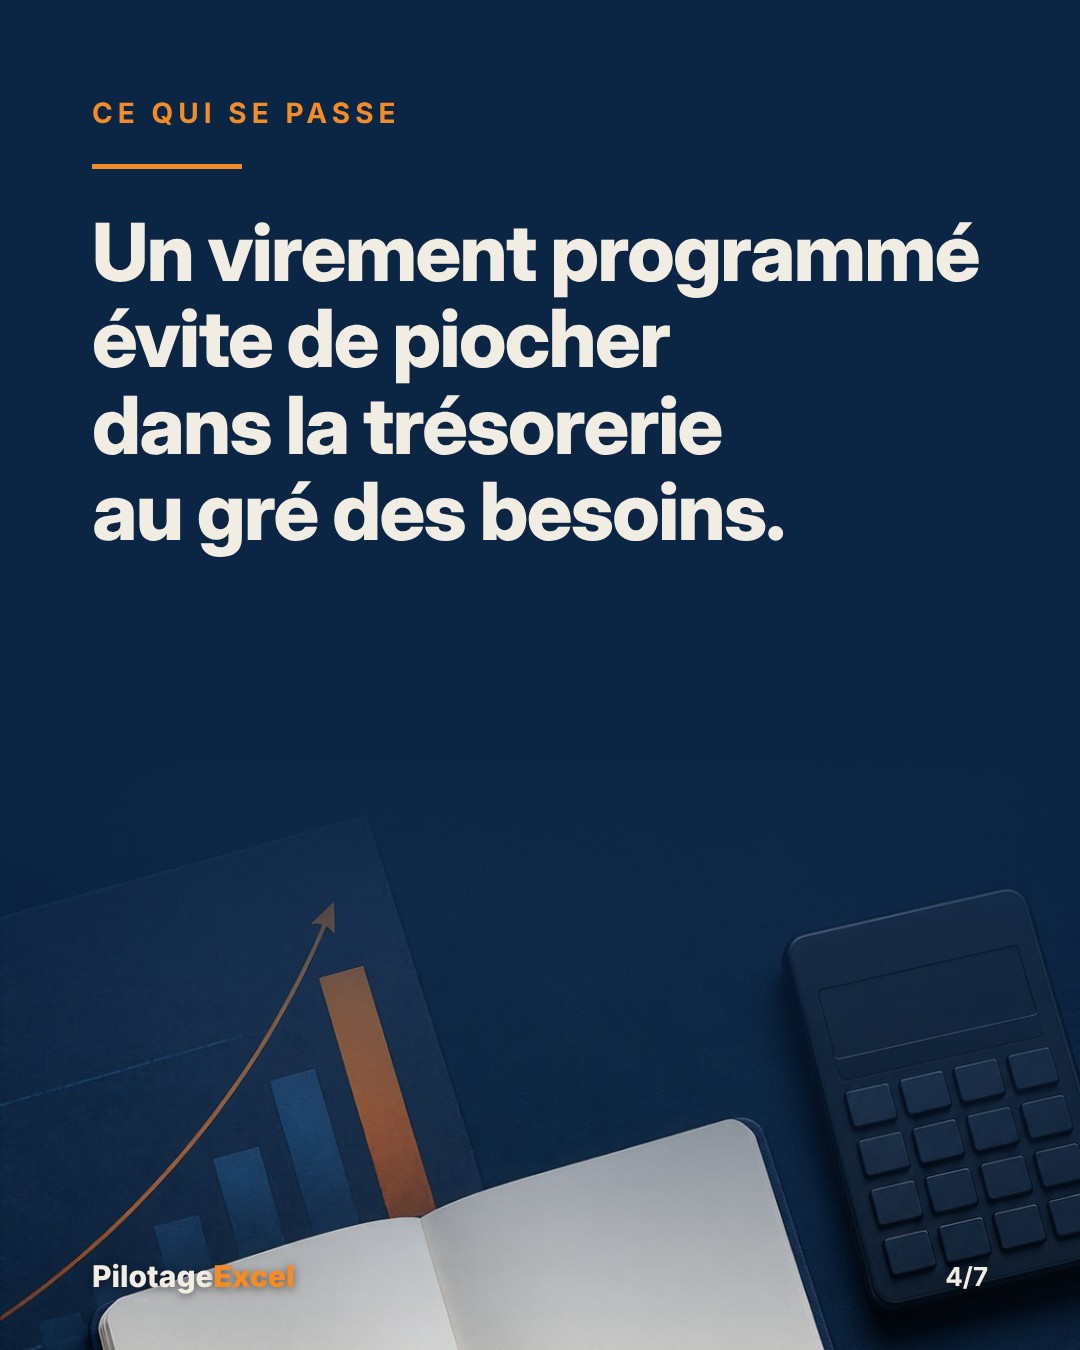 CE QUI SE PASSE
Un virement programmé
évite de piocher
dans la trésorerie
au gré des besoins.
PilotageExcel
4/7